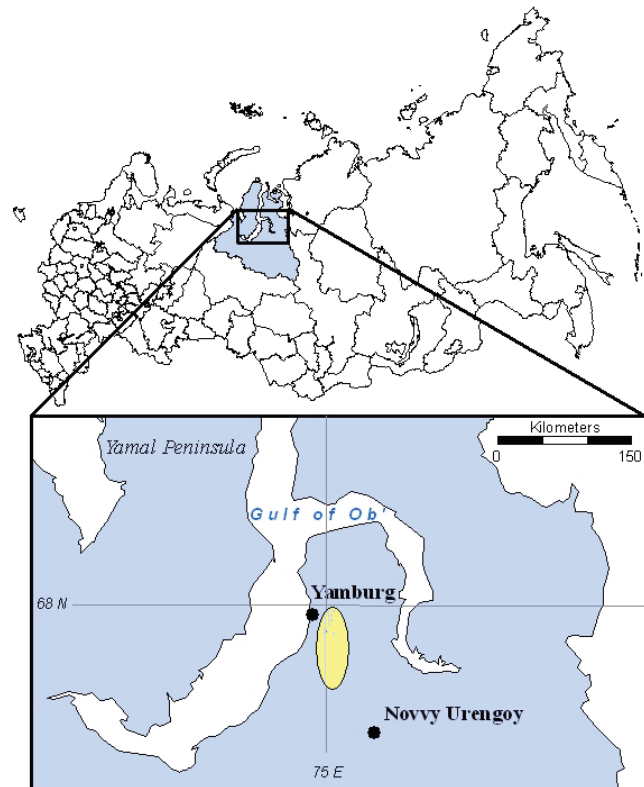 Yamal Peninsula
Kilometers
0 150
Gulf of Ob'
Yamburg
68 N
Novvy Urengoy
75 E